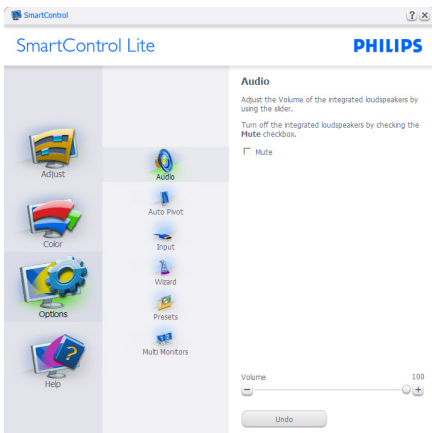 SmartControl
SmartControl Lite
PHILIPS
Adjust
Color
Options
Help
Audio
Auto Pivot
Input
Wizard
Presets
Multi Monitors
Audio
Adjust the Volume of the integrated loudspeakers by
using the slider.
Turn off the integrated loudspeakers by checking the
Mute checkbox.
Mute
Volume 100
Undo